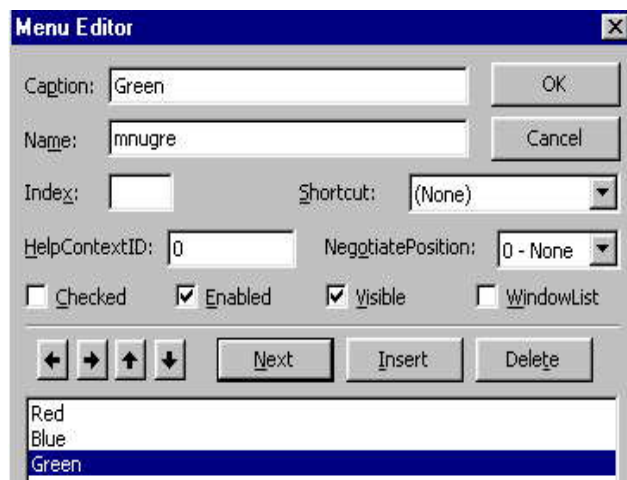 Menu Editor
Caption: Green OK
Name: mnugre Cancel
Index: Shortcut: (None)
HelpContextID: 0 NegotiatePosition: 0 - None
Checked Enabled Visible WindowList
Next Insert Delete
Red
Blue
Green